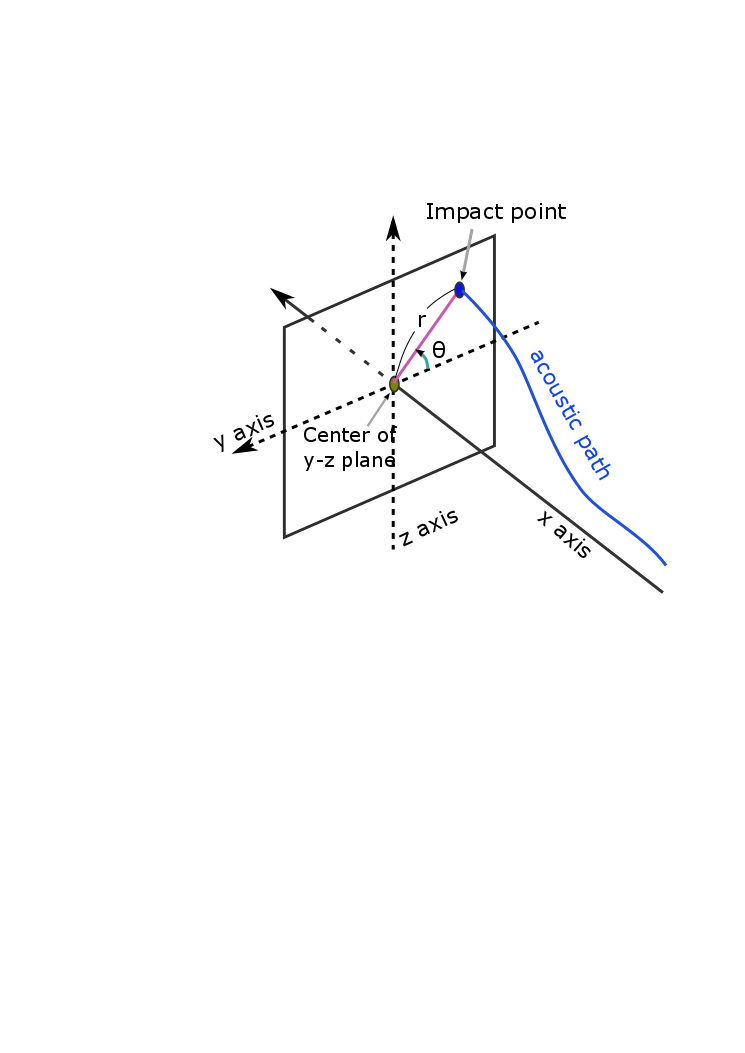 Impact point
r
θ
y axis
Center of
y-z plane
acoustic path
z axis
x axis